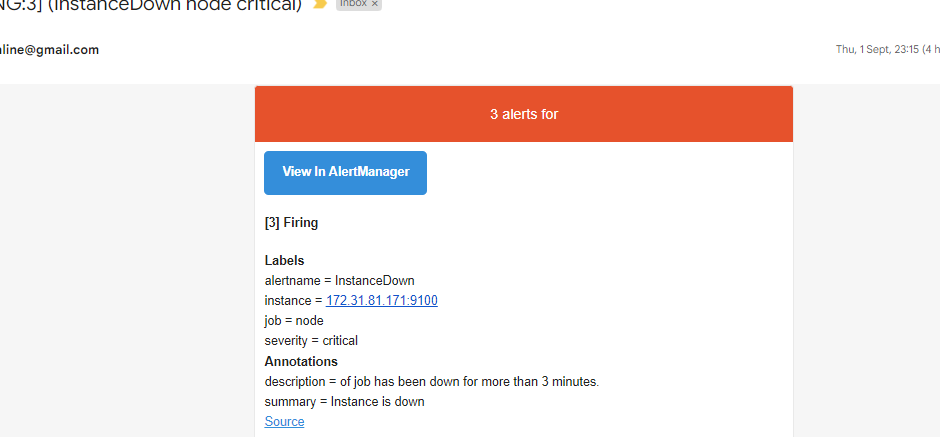 NG:3] (InstanceDown node critical) Inbox ×
line@gmail.com
Thu, 1 Sept, 23:15 (4 h
3 alerts for
View In AlertManager
[3] Firing
Labels
alertname = InstanceDown
instance = 172.31.81.171:9100
job = node
severity = critical
Annotations
description = of job has been down for more than 3 minutes.
summary = Instance is down
Source